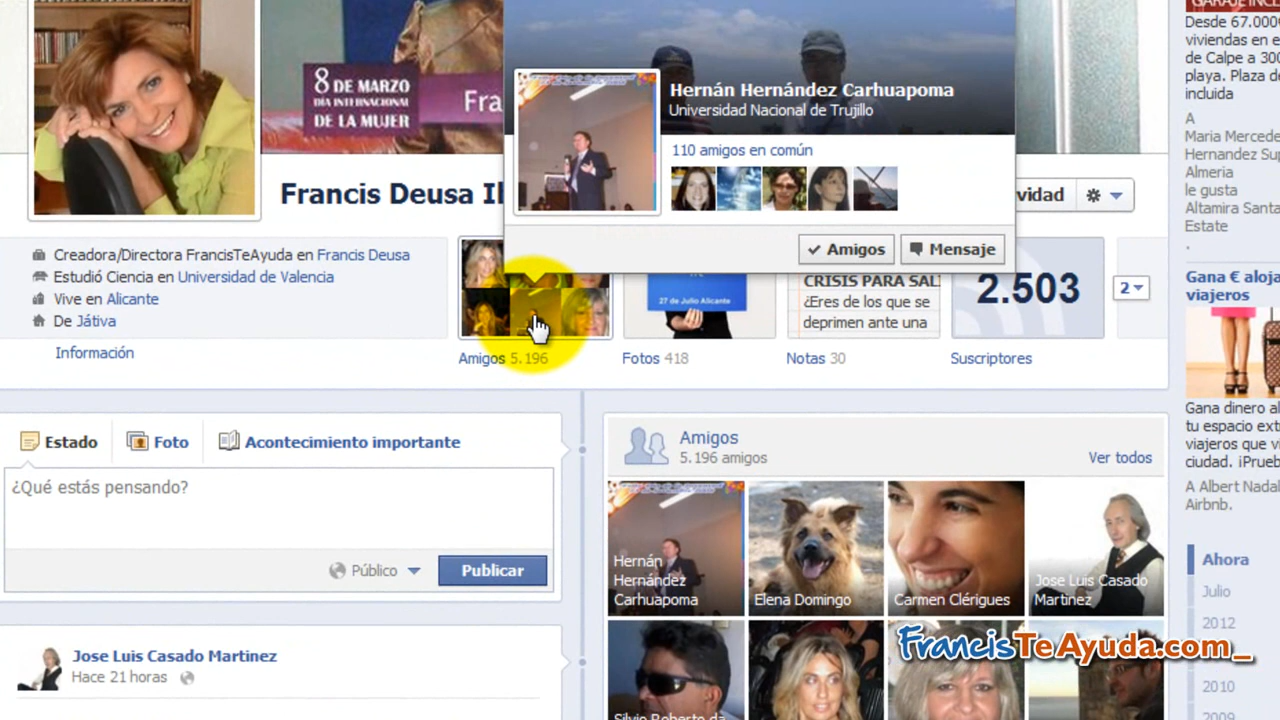 8 DE MARZO
DÍA INTERNACIONAL
DE LA MUJER
Fra
Hernán Hernández Carhuapoma
Universidad Nacional de Trujillo
110 amigos en común
Amigos
Mensaje
Francis Deusa
vidad
Creadora/Directora FrancisTeAyuda en Francis Deusa
Estudió Ciencia en Universidad de Valencia
Vive en Alicante
De Játiva
Información
27 de Julio Alicante
CRISIS PARA SAL
¿Eres de los que se
deprimen ante una
2.503
2
Amigos 5.196
Fotos 418
Notas 30
Suscriptores
Estado
Foto
Acontecimiento importante
¿Qué estás pensando?
Público
Publicar
Jose Luis Casado Martinez
Hace 21 horas
Amigos
5.196 amigos
Ver todos
Hernán
Hernández
Carhuapoma
Elena Domingo
Carmen Clérigues
Jose Luis Casado
Martinez
Silvio Roberto da
FrancisTeAyuda.com_
Desde 67.000€
viviendas en e
de Calpe a 300
playa. Plaza de
incluida
A
Maria Mercede
Hernandez Sup
Almeria
le gusta
Altamira Santa
Estate
.
Gana € aloja
viajeros
Gana dinero al
tu espacio extr
viajeros que v
ciudad. ¡Prueb
A Albert Nadal
Airbnb.
Ahora
Julio
2012
2010
2009